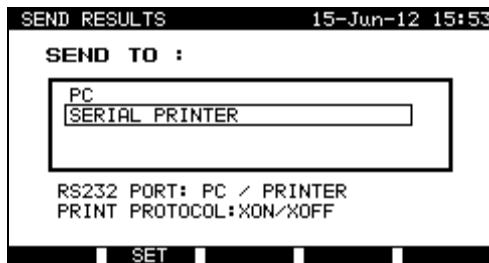 SEND RESULTS 15-Jun-12 15:53
SEND TO :
PC
SERIAL PRINTER
RS232 PORT: PC / PRINTER
PRINT PROTOCOL:XON/XOFF
SET